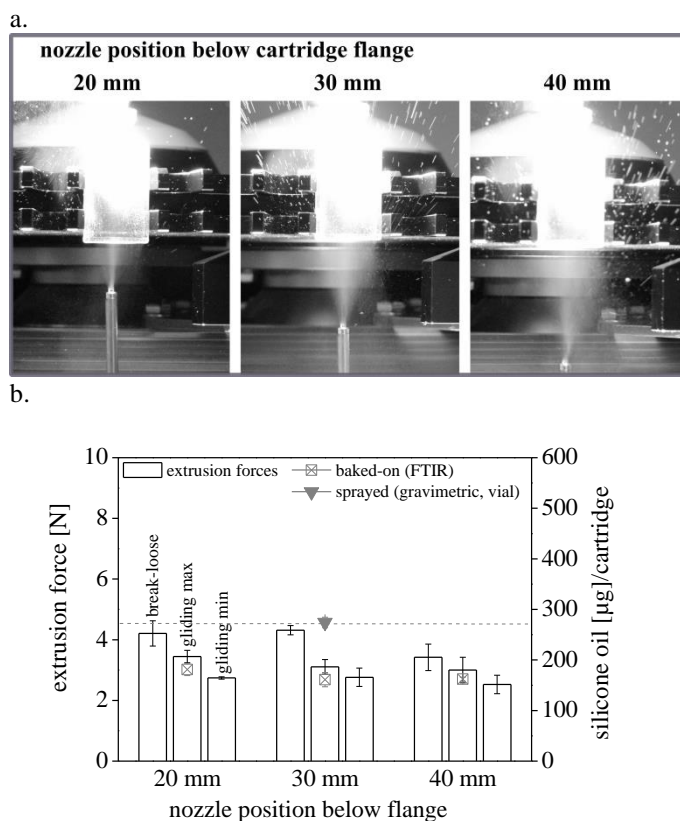 a.
nozzle position below cartridge flange
20 mm 30 mm 40 mm
b.
10
8
6
4
2
0
extrusion force [N]
extrusion forces
baked-on (FTIR)
sprayed (gravimetric, vial)
break-loose
gliding max
gliding min
600
500
400
300
200
100
0
silicone oil [µg]/cartridge
20 mm 30 mm 40 mm
nozzle position below flange